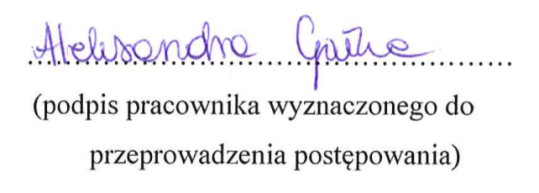 Aleksandra
(podpis pracownika wyznaczonego do
przeprowadzenia postępowania)